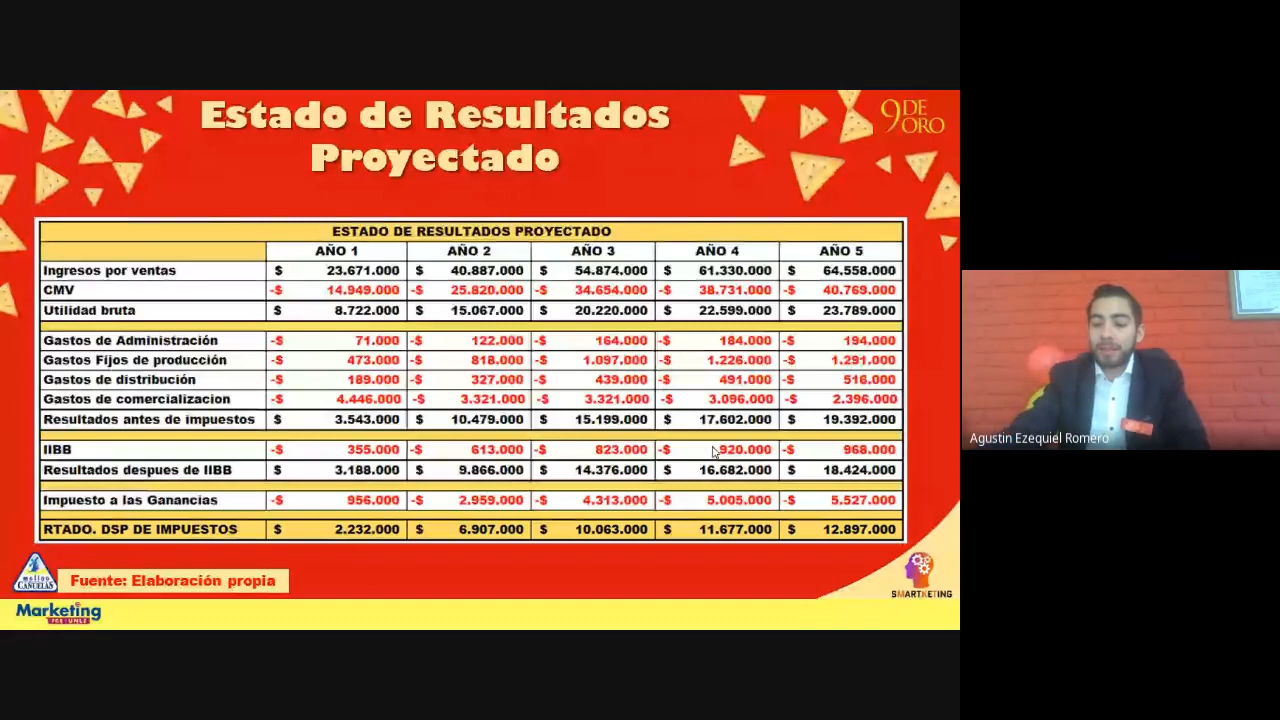 Estado de Resultados
Proyectado
9 DE ORO
ESTADO DE RESULTADOS PROYECTADO
AÑO 1 AÑO 2 AÑO 3 AÑO 4 AÑO 5
Ingresos por ventas $ 23.671.000 $ 40.887.000 $ 54.874.000 $ 61.330.000 $ 64.558.000
CMV -$ 14.949.000 -$ 25.820.000 -$ 34.654.000 -$ 38.731.000 -$ 40.769.000
Utilidad bruta $ 8.722.000 $ 15.067.000 $ 20.220.000 $ 22.599.000 $ 23.789.000
Gastos de Administración -$ 71.000 -$ 122.000 -$ 164.000 -$ 184.000 -$ 194.000
Gastos Fijos de producción -$ 473.000 -$ 818.000 -$ 1.097.000 -$ 1.226.000 -$ 1.291.000
Gastos de distribución -$ 189.000 -$ 327.000 -$ 439.000 -$ 491.000 -$ 516.000
Gastos de comercializacion -$ 4.446.000 -$ 3.321.000 -$ 3.321.000 -$ 3.096.000 -$ 2.396.000
Resultados antes de impuestos $ 3.543.000 $ 10.479.000 $ 15.199.000 $ 17.602.000 $ 19.392.000
IIBB -$ 355.000 -$ 613.000 -$ 823.000 -$ 920.000 -$ 968.000
Resultados despues de IIBB $ 3.188.000 $ 9.866.000 $ 14.376.000 $ 16.682.000 $ 18.424.000
Impuesto a las Ganancias -$ 956.000 -$ 2.959.000 -$ 4.313.000 -$ 5.005.000 -$ 5.527.000
RTADO. DSP DE IMPUESTOS $ 2.232.000 $ 6.907.000 $ 10.063.000 $ 11.677.000 $ 12.897.000
Agustin Ezequiel Romero
molino
CAÑUELAS
Fuente: Elaboración propia
SMARTKETING
Marketing